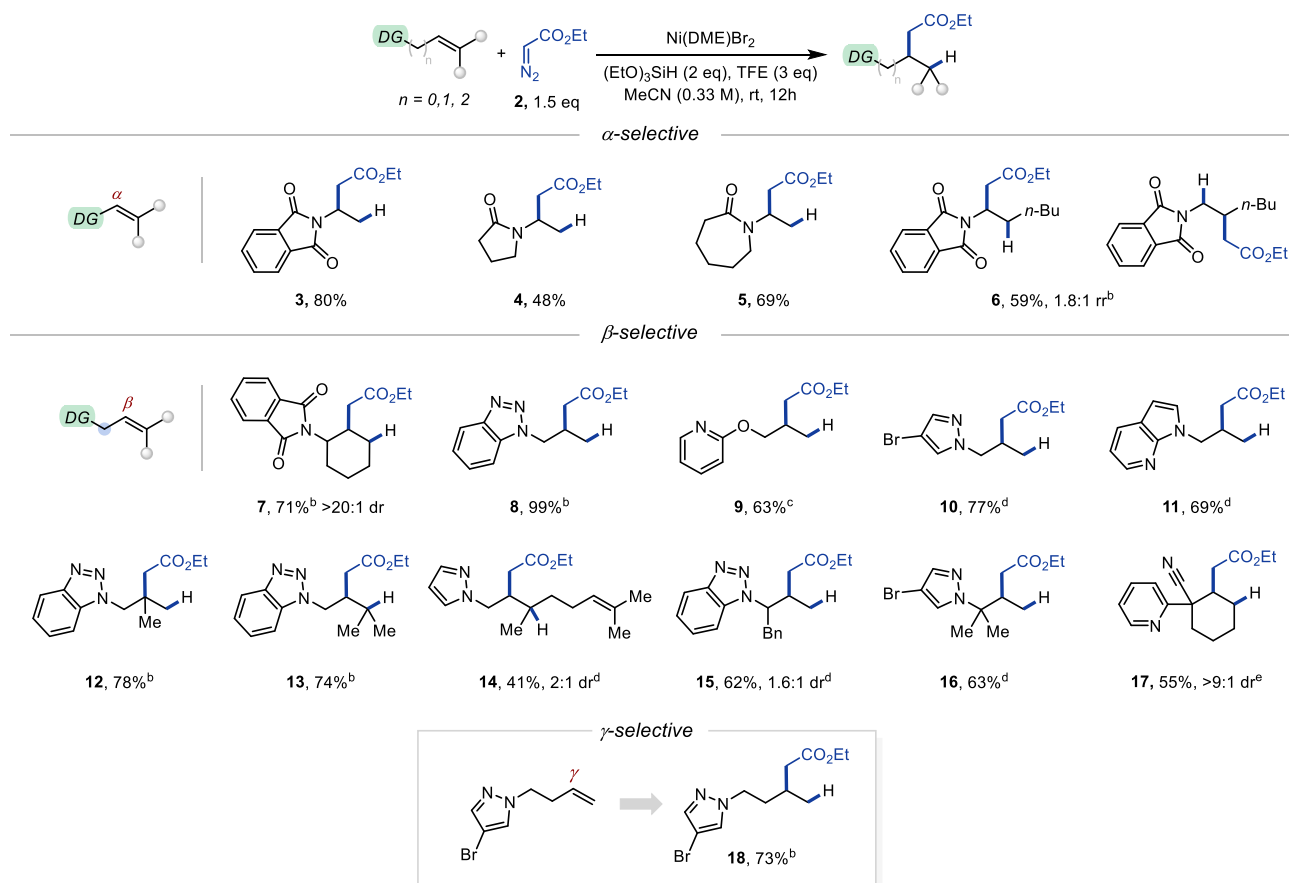 DG n + CO2Et N2 Ni(DME)Br2 (EtO)3SiH (2 eq), TFE (3 eq) MeCN (0.33 M), rt, 12h DG n CO2Et H
n = 0,1, 2 2, 1.5 eq
α-selective
DG α
O N O CO2Et H
O N CO2Et H
O N CO2Et H
O N O CO2Et n-Bu H
O N O H n-Bu CO2Et
3, 80% 4, 48% 5, 69% 6, 59%, 1.8:1 rrb
β-selective
DG β
O N O CO2Et H
N N N CO2Et H
N O CO2Et H
Br N N CO2Et H
N N CO2Et H
7, 71%b >20:1 dr 8, 99%b 9, 63%c 10, 77%d 11, 69%d
N N N CO2Et H Me
N N N CO2Et H Me Me
N N CO2Et Me H Me Me
N N N CO2Et H Bn
Br N N CO2Et H Me Me
N N CO2Et H
12, 78%b 13, 74%b 14, 41%, 2:1 drd 15, 62%, 1.6:1 drd 16, 63%d 17, 55%, >9:1 dre
γ-selective
N N Br γ
N N Br CO2Et H
18, 73%b